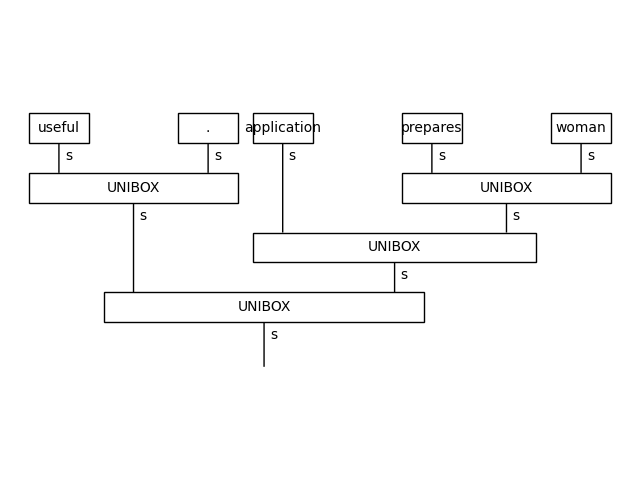 useful . application prepares woman
s s s s s
UNIBOX UNIBOX
s s
UNIBOX
s
UNIBOX
s